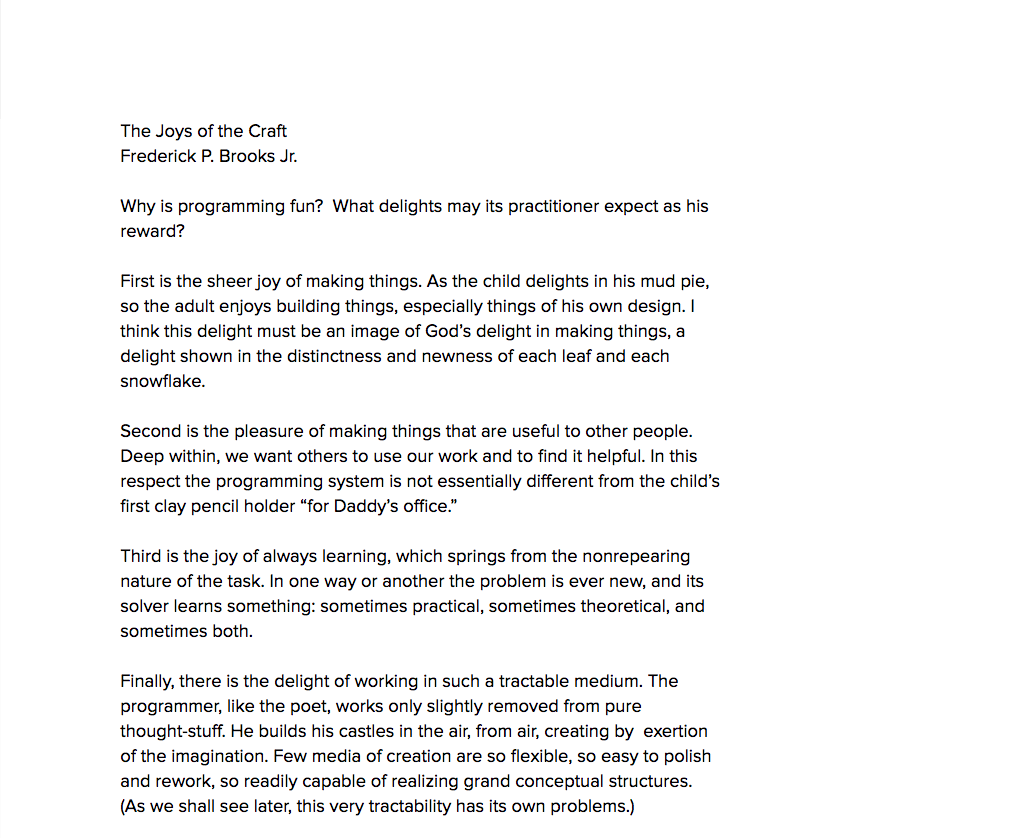 The Joys of the Craft
Frederick P. Brooks Jr.
Why is programming fun?  What delights may its practitioner expect as his
reward?
First is the sheer joy of making things. As the child delights in his mud pie,
so the adult enjoys building things, especially things of his own design. I
think this delight must be an image of God’s delight in making things, a
delight shown in the distinctness and newness of each leaf and each
snowflake.
Second is the pleasure of making things that are useful to other people.
Deep within, we want others to use our work and to find it helpful. In this
respect the programming system is not essentially different from the child’s
first clay pencil holder “for Daddy’s office.”
Third is the joy of always learning, which springs from the nonrepearing
nature of the task. In one way or another the problem is ever new, and its
solver learns something: sometimes practical, sometimes theoretical, and
sometimes both.
Finally, there is the delight of working in such a tractable medium. The
programmer, like the poet, works only slightly removed from pure
thought-stuff. He builds his castles in the air, from air, creating by  exertion
of the imagination. Few media of creation are so flexible, so easy to polish
and rework, so readily capable of realizing grand conceptual structures.
(As we shall see later, this very tractability has its own problems.)